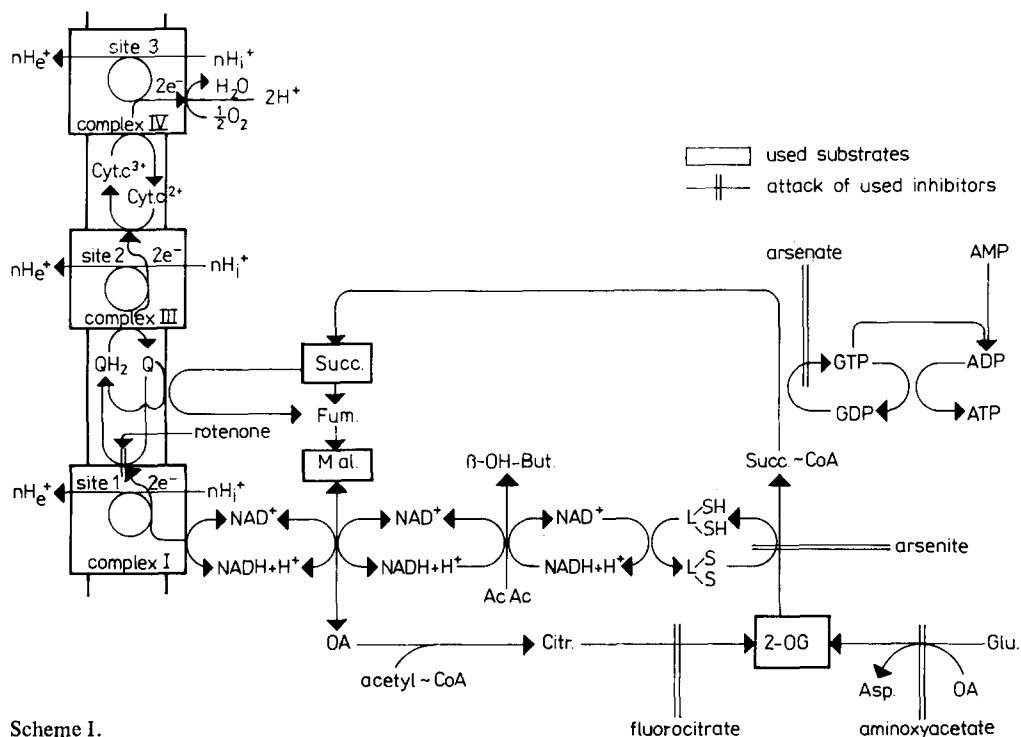 nHe+
site 3
nHi+
2e-
H2O
2H+
½O2
complex IV
Cyt.c3+
Cyt.c2+
used substrates
attack of used inhibitors
nHe+
site 2
2e-
nHi+
complex III
arsenate
AMP
GTP
ADP
GDP
ATP
QH2
Q
Succ.
Fum.
rotenone
Mal.
ß-OH-But.
Succ.~CoA
nHe+
site 1
2e-
nHi+
complex I
NAD+
NAD+
NAD+
L SH SH
NADH+H+
NADH+H+
NADH+H+
L S S
arsenite
AcAc
OA
Citr.
2-OG
Glu.
acetyl~CoA
Asp.
OA
fluorocitrate
aminoxyacetate
Scheme I.